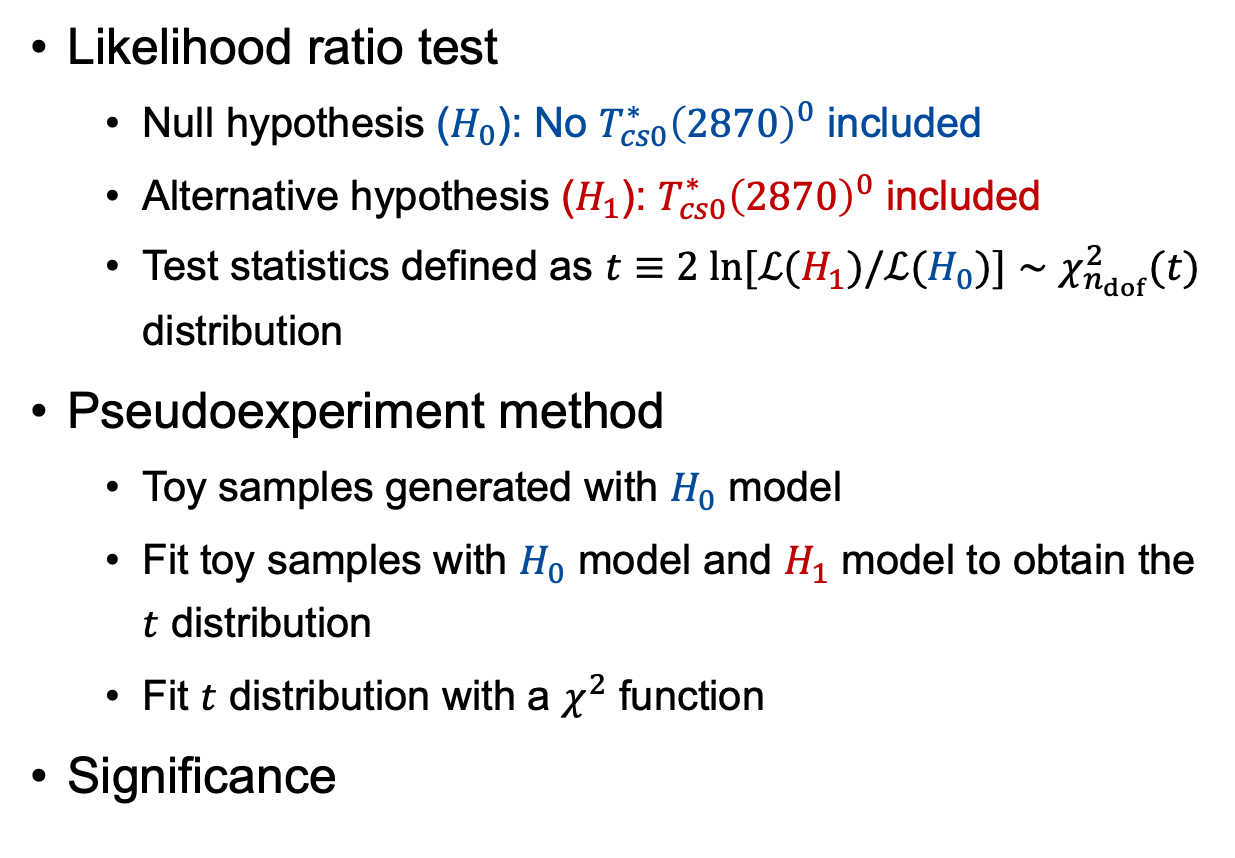 • Likelihood ratio test
• Null hypothesis (H₀): No T*cs0(2870)⁰ included
• Alternative hypothesis (H₁): T*cs0(2870)⁰ included
• Test statistics defined as t ≡ 2 ln[ℒ(H₁)/ℒ(H₀)] ~ χ²n_dof(t)
distribution
• Pseudoexperiment method
• Toy samples generated with H₀ model
• Fit toy samples with H₀ model and H₁ model to obtain the
t distribution
• Fit t distribution with a χ² function
• Significance